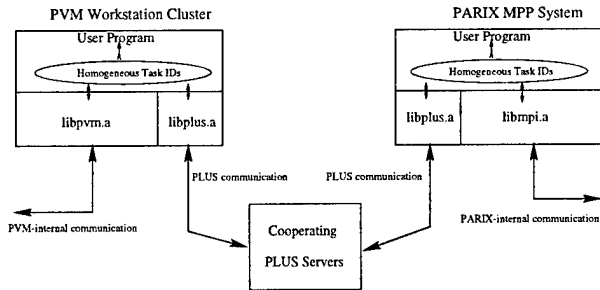 PVM Workstation Cluster
PARIX MPP System
User Program
User Program
Homogeneous Task IDs
Homogeneous Task IDs
libpvm.a
libplus.a
libplus.a
libmpi.a
PLUS communication
PLUS communication
PVM-internal communication
PARIX-internal communication
Cooperating
PLUS Servers